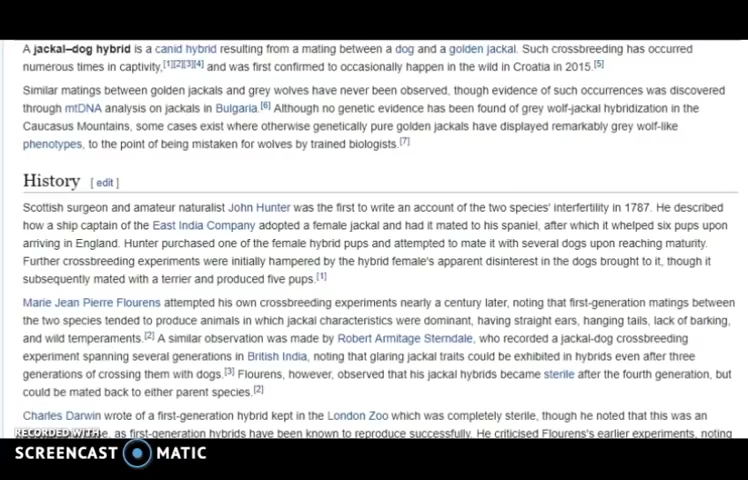 A jackal–dog hybrid is a canid hybrid resulting from a mating between a dog and a golden jackal. Such crossbreeding has occurred
numerous times in captivity,[1][2][3][4] and was first confirmed to occasionally happen in the wild in Croatia in 2015.[5]
Similar matings between golden jackals and grey wolves have never been observed, though evidence of such occurrences was discovered
through mtDNA analysis on jackals in Bulgaria.[6] Although no genetic evidence has been found of grey wolf-jackal hybridization in the
Caucasus Mountains, some cases exist where otherwise genetically pure golden jackals have displayed remarkably grey wolf-like
phenotypes, to the point of being mistaken for wolves by trained biologists.[7]
History [ edit ]
Scottish surgeon and amateur naturalist John Hunter was the first to write an account of the two species' interfertility in 1787. He described
how a ship captain of the East India Company adopted a female jackal and had it mated to his spaniel, after which it whelped six pups upon
arriving in England. Hunter purchased one of the female hybrid pups and attempted to mate it with several dogs upon reaching maturity.
Further crossbreeding experiments were initially hampered by the hybrid female's apparent disinterest in the dogs brought to it, though it
subsequently mated with a terrier and produced five pups.[1]
Marie Jean Pierre Flourens attempted his own crossbreeding experiments nearly a century later, noting that first-generation matings between
the two species tended to produce animals in which jackal characteristics were dominant, having straight ears, hanging tails, lack of barking,
and wild temperaments.[2] A similar observation was made by Robert Armitage Sterndale, who recorded a jackal-dog crossbreeding
experiment spanning several generations in British India, noting that glaring jackal traits could be exhibited in hybrids even after three
generations of crossing them with dogs.[3] Flourens, however, observed that his jackal hybrids became sterile after the fourth generation, but
could be mated back to either parent species.[2]
Charles Darwin wrote of a first-generation hybrid kept in the London Zoo which was completely sterile, though he noted that this was an
as first-generation hybrids have been known to reproduce successfully. He criticised Flourens's earlier experiments, noting
RECORDED WITH
SCREENCAST MATIC